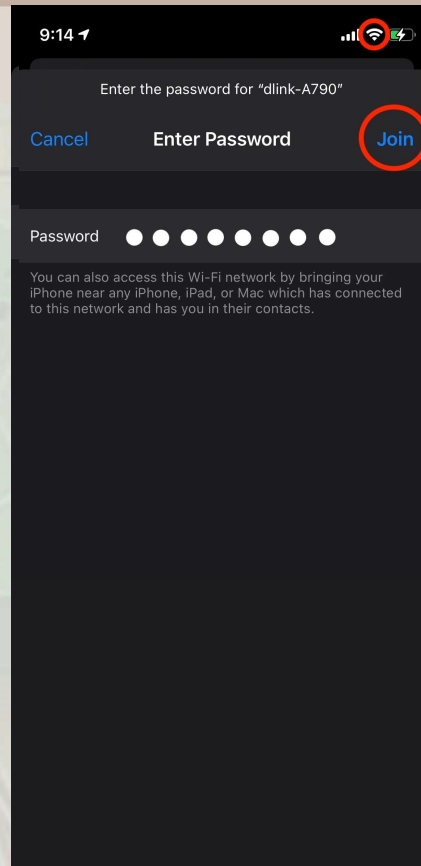 9:14
Enter the password for “dlink-A790”
Cancel
Enter Password
Join
Password
You can also access this Wi-Fi network by bringing your
iPhone near any iPhone, iPad, or Mac which has connected
to this network and has you in their contacts.